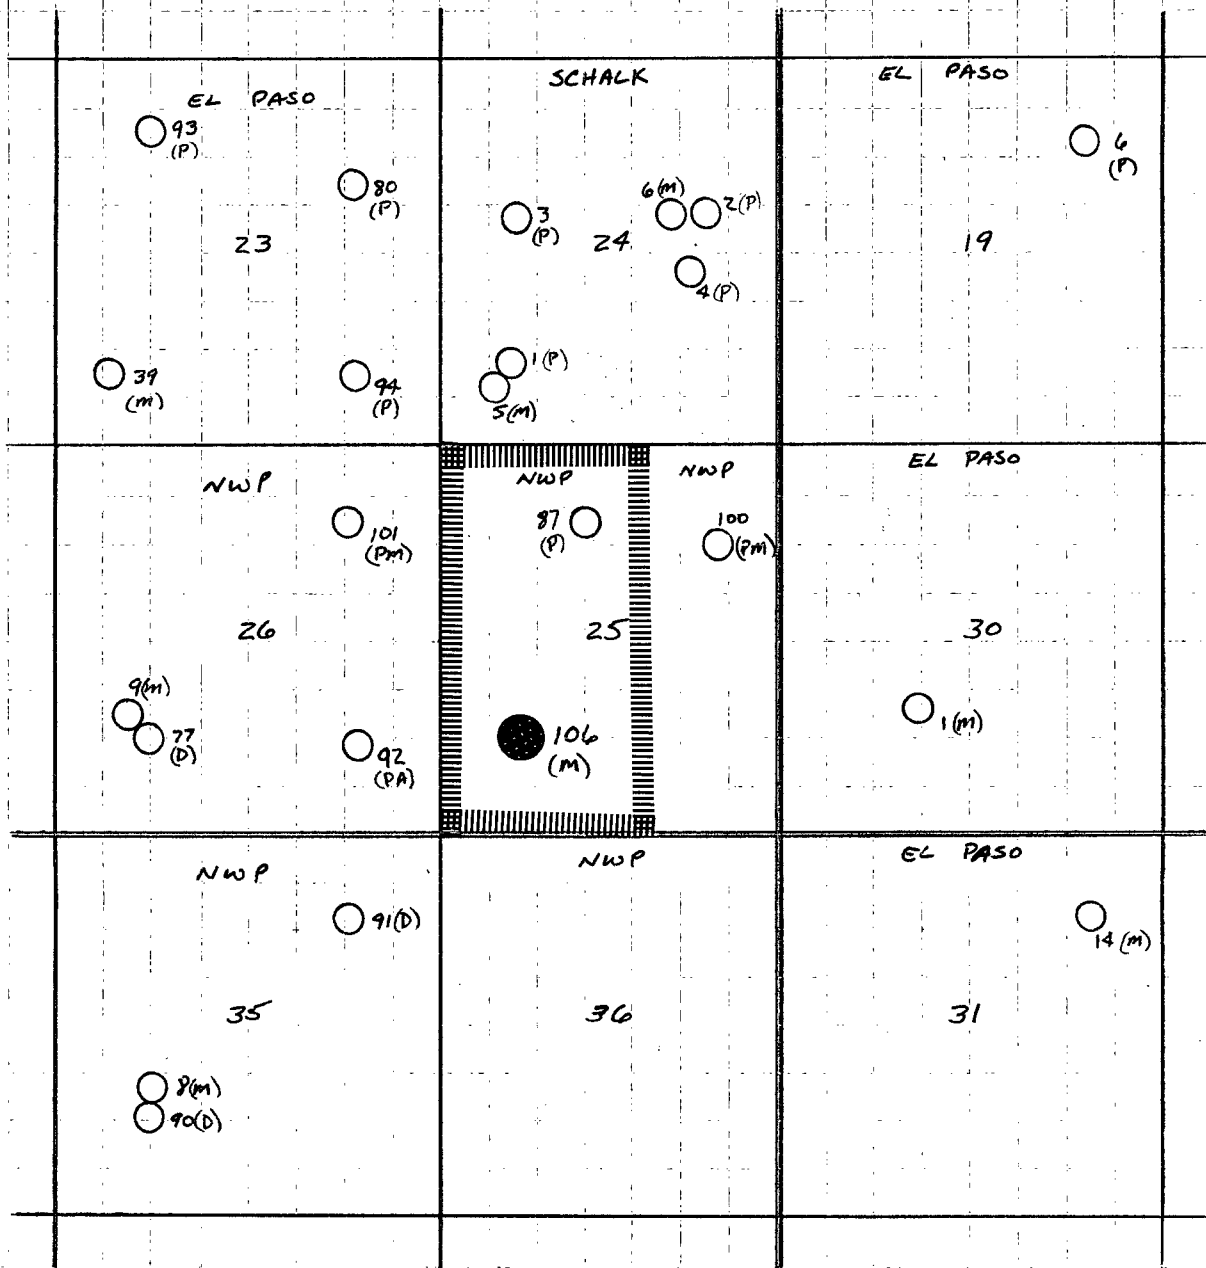 EL PASO
93
(P)
80
(P)
23
39
(M)
94
(P)
SCHALK
6(M)
2(P)
3
(P)
24
4(P)
1(P)
5(M)
EL PASO
6
(P)
19
NWP
101
(PM)
26
9(M)
77
(D)
92
(PA)
NWP
87
(P)
25
106
(M)
NWP
100
(PM)
EL PASO
30
1(M)
NWP
91(D)
35
8(M)
90(D)
NWP
36
EL PASO
14(M)
31